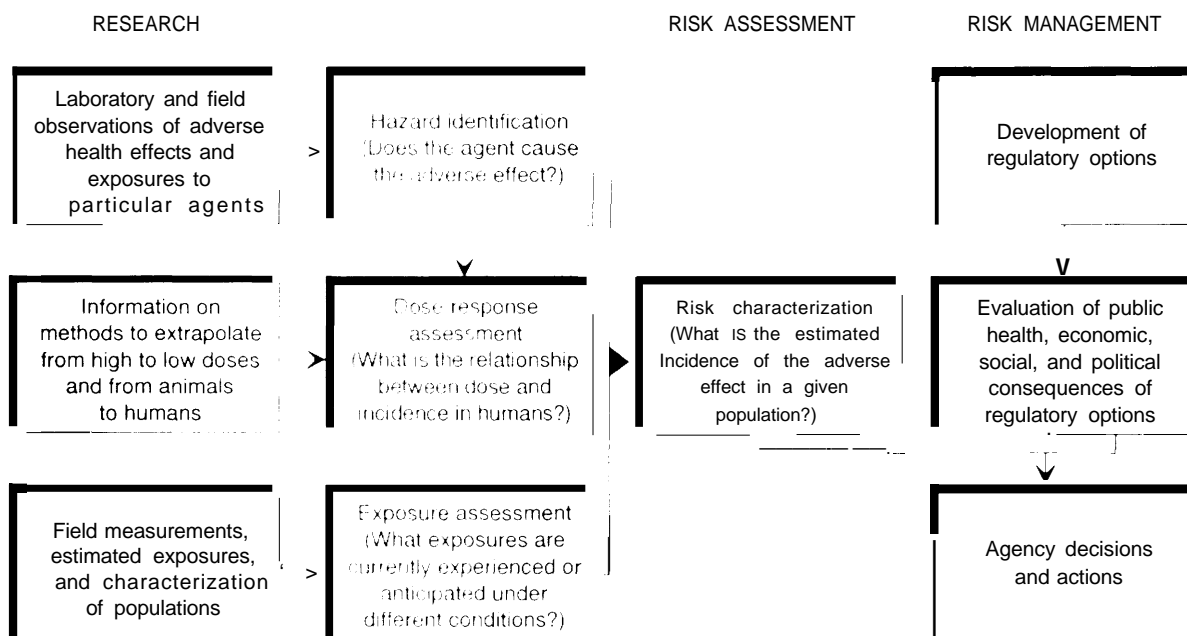 RESEARCH
RISK ASSESSMENT
RISK MANAGEMENT
Laboratory and field
observations of adverse
health effects and
exposures to
particular agents
>
Hazard identification
(Does the agent cause
the adverse effect?)
Development of
regulatory options
V
Information on
methods to extrapolate
from high to low doses
and from animals
to humans
Dose response
assessment
(What is the relationship
between dose and
incidence in humans?)
Risk characterization
(What IS the estimated
Incidence of the adverse
effect in a given
population?)
Evaluation of public
health, economic,
social, and political
consequences of
regulatory options
Field measurements,
estimated exposures,
and characterization
of populations
>
Exposure assessment
(What exposures are
currently experienced or
anticipated under
different conditions?)
Agency decisions
and actions